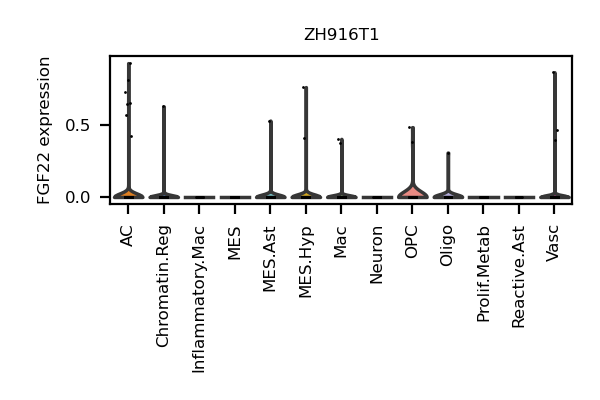 ZH916T1
FGF22 expression
0.5
0.0
AC
Chromatin.Reg
Inflammatory.Mac
MES
MES.Ast
MES.Hyp
Mac
Neuron
OPC
Oligo
Prolif.Metab
Reactive.Ast
Vasc